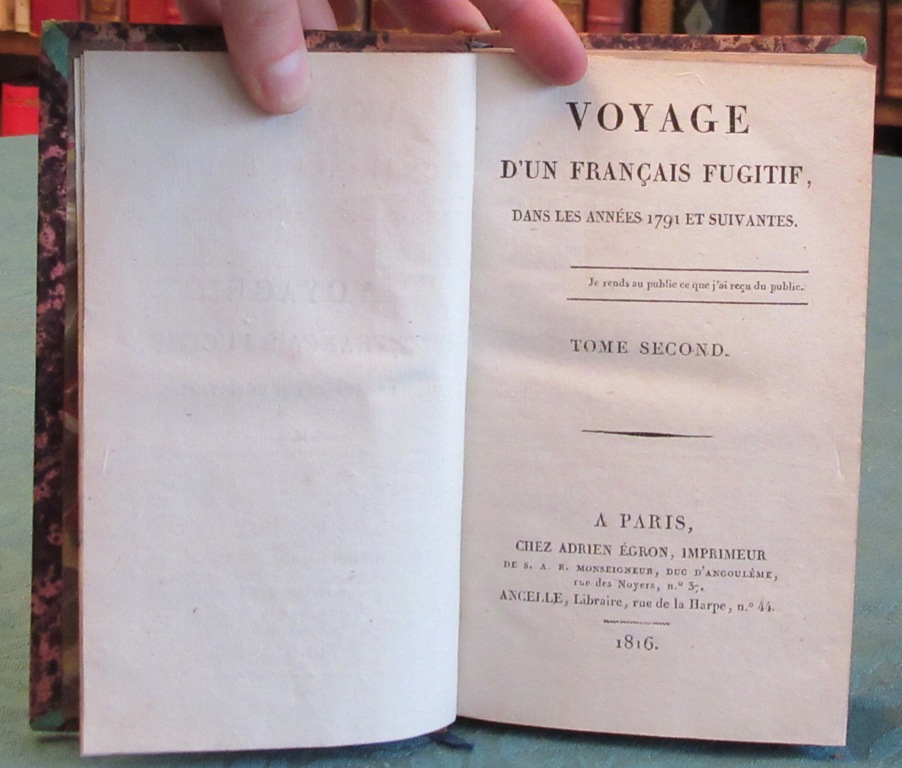 VOYAGE
D'UN FRANÇAIS FUGITIF,
DANS LES ANNÉES 1791 ET SUIVANTES.
Je rends au public ce que j'ai reçu du public.
TOME SECOND.
A PARIS,
CHEZ ADRIEN ÉGRON, IMPRIMEUR
DE S. A. R. MONSEIGNEUR, DUC D'ANGOULÊME,
rue des Noyers, n.º 37.
ANCELLE, Libraire, rue de la Harpe, n.º 44.
1816.